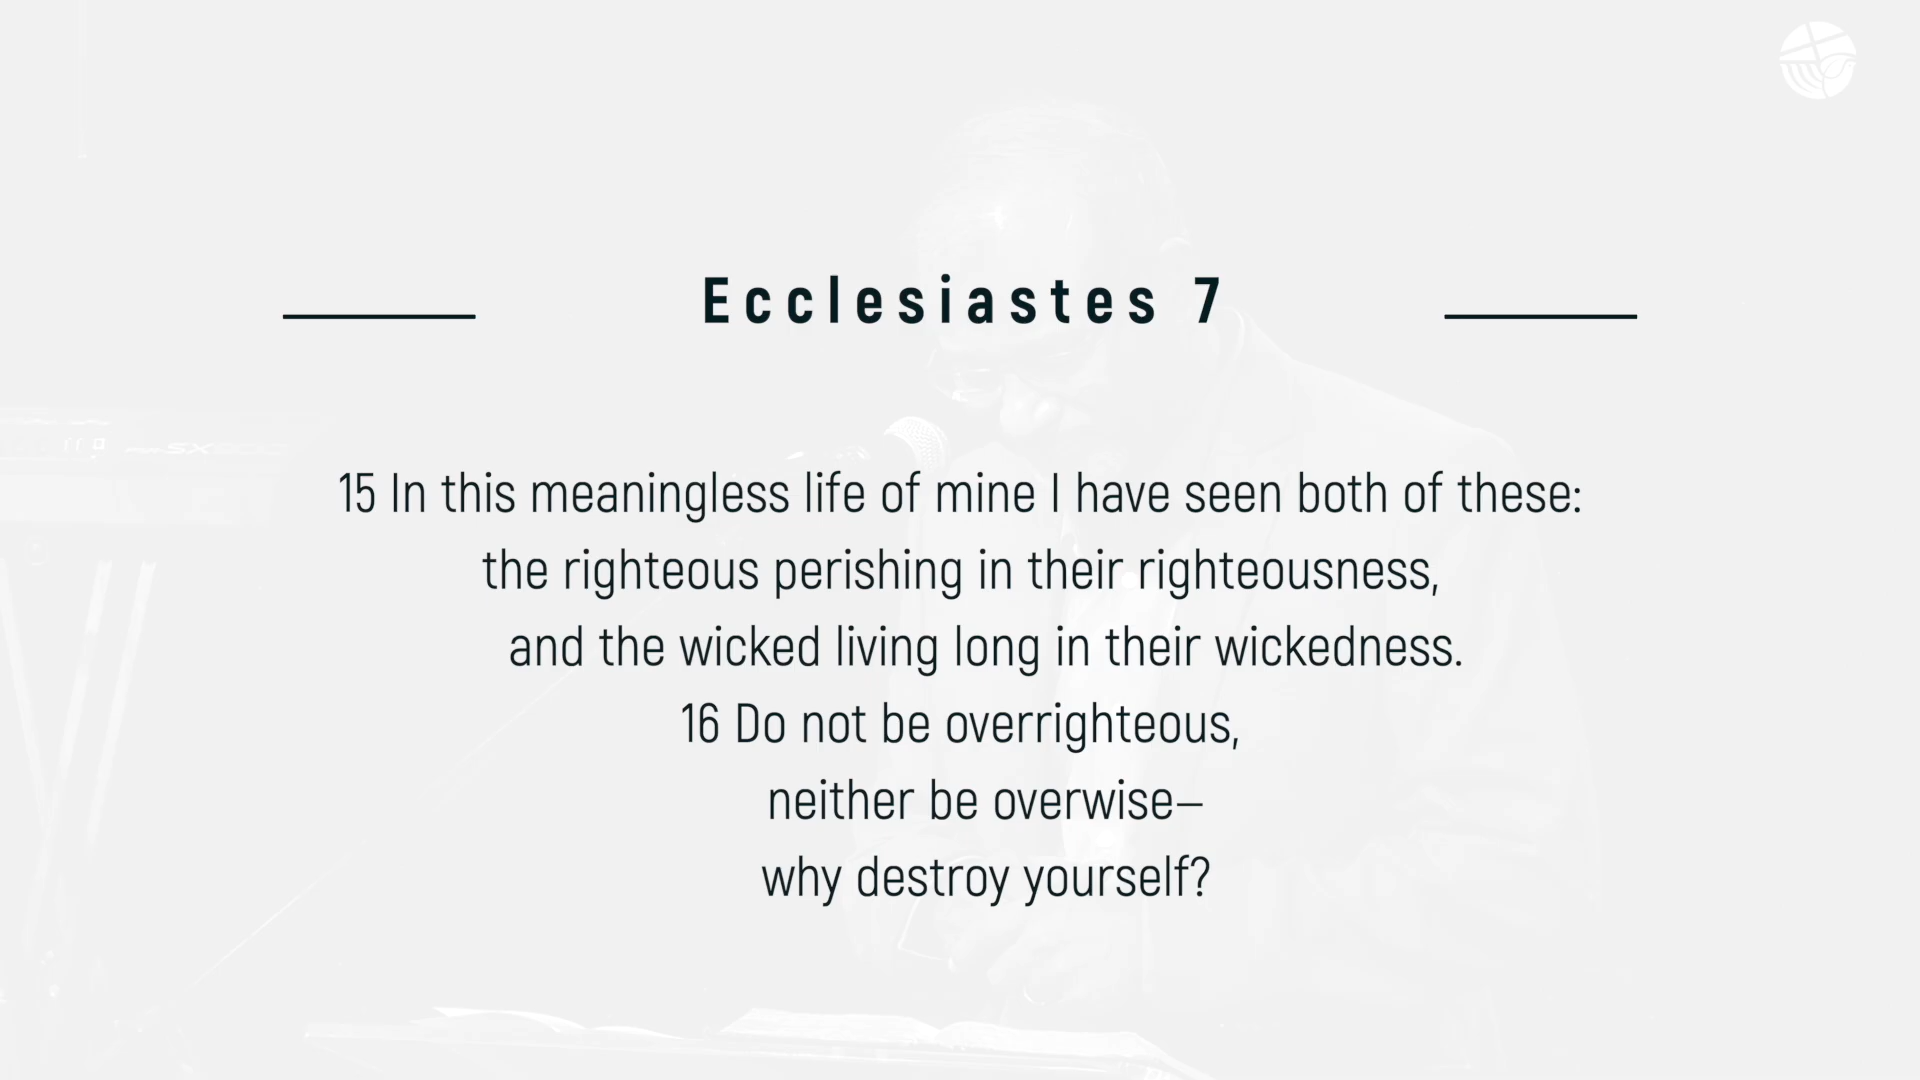 Ecclesiastes 7
15 In this meaningless life of mine I have seen both of these:
the righteous perishing in their righteousness,
and the wicked living long in their wickedness.
16 Do not be overrighteous,
neither be overwise—
why destroy yourself?